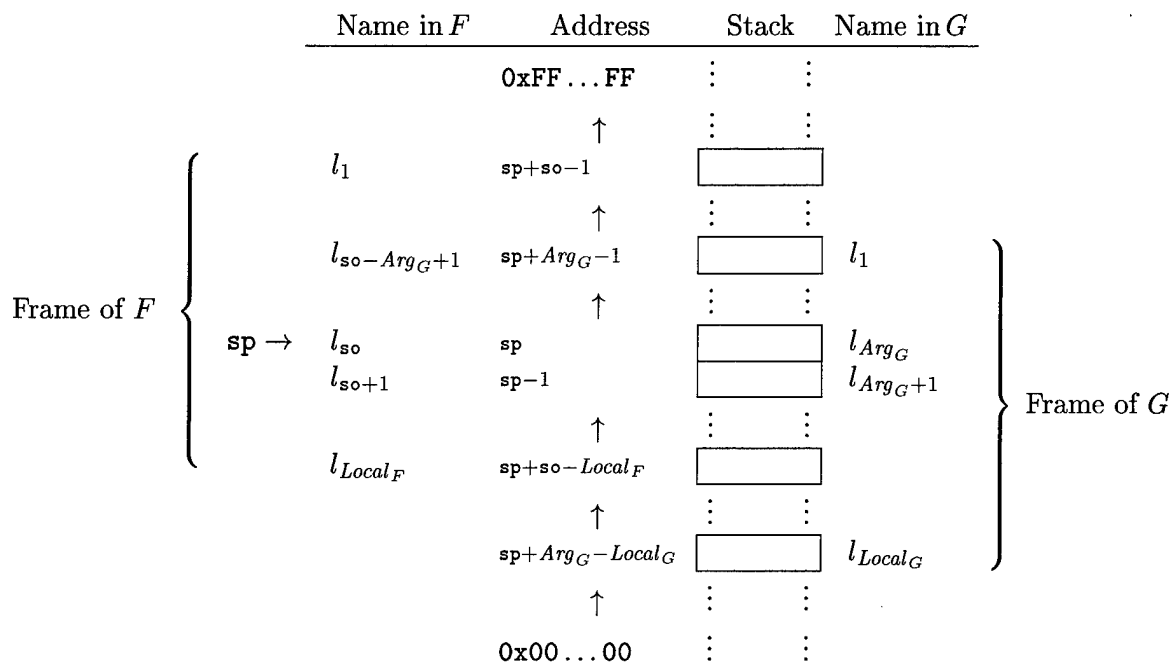 Name in F Address Stack Name in G
0xFF...FF
↑
l₁ sp+so−1
↑
l_{so−Arg_G+1} sp+Arg_G−1 l₁
Frame of F
↑
sp → l_{so} sp l_{Arg_G}
l_{so+1} sp−1 l_{Arg_G+1}
Frame of G
↑
l_{Local_F} sp+so−Local_F
↑
sp+Arg_G−Local_G l_{Local_G}
↑
0x00...00